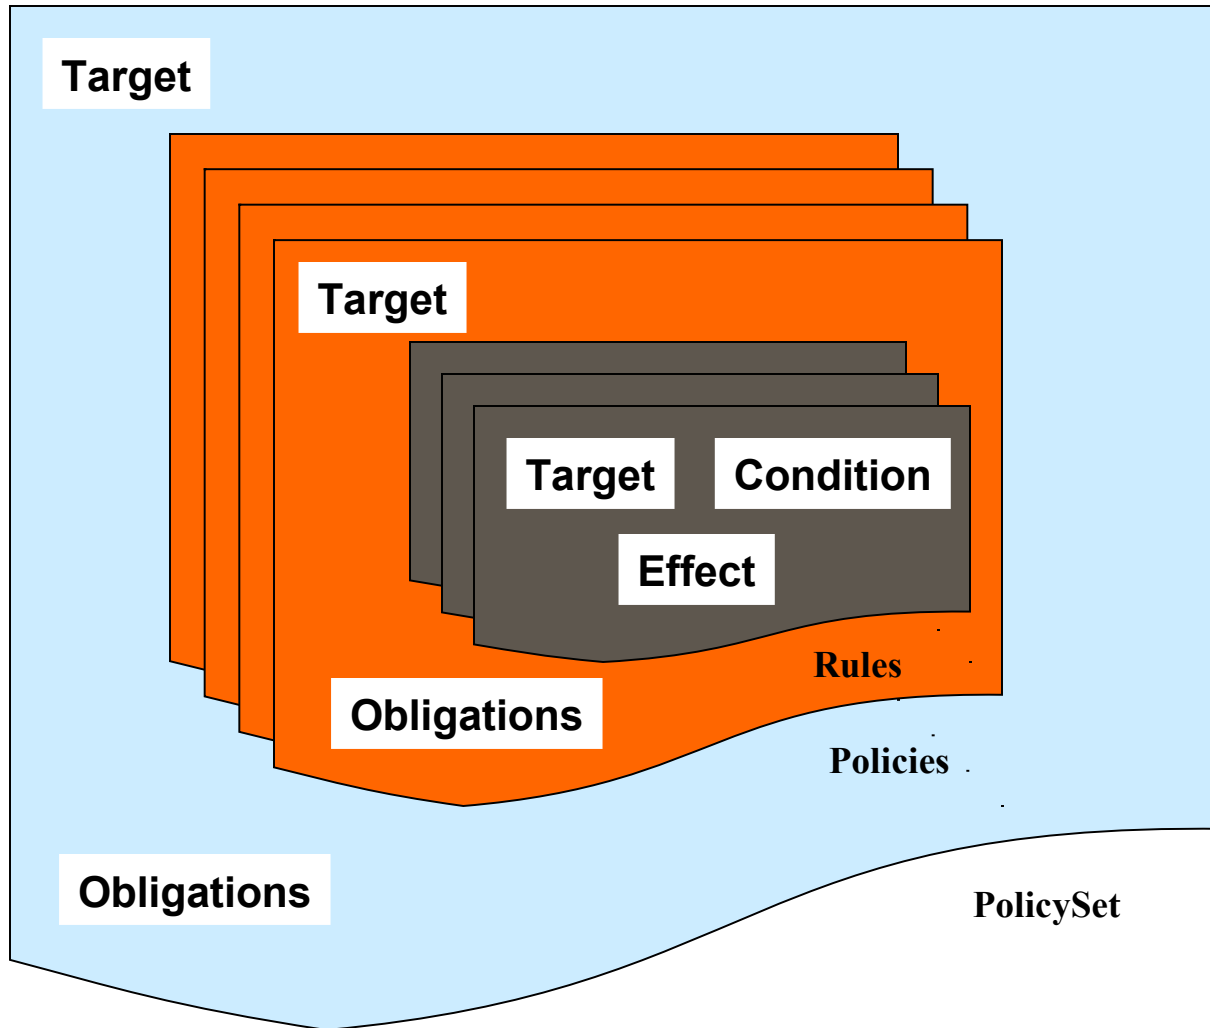 Target
Target
Target Condition
Effect
Rules
Obligations
Policies
Obligations
PolicySet